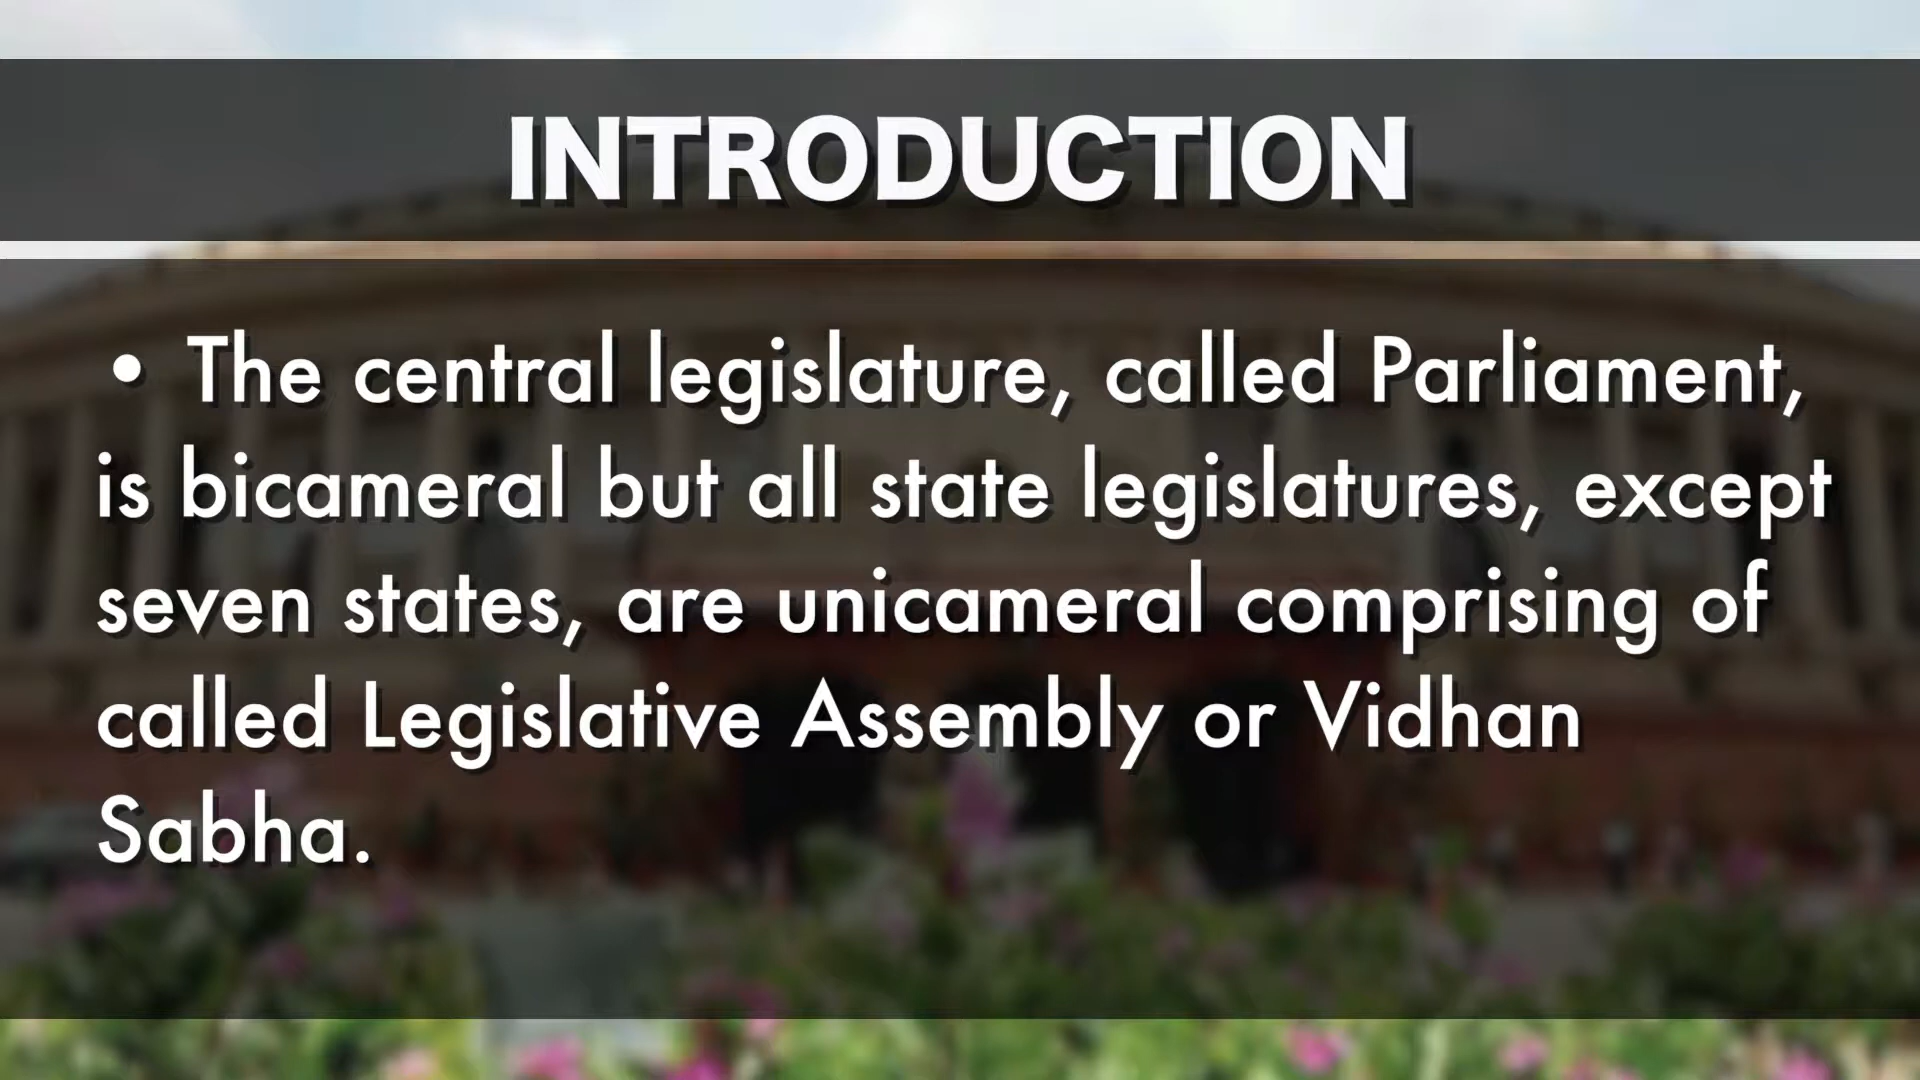 INTRODUCTION
• The central legislature, called Parliament,
is bicameral but all state legislatures, except
seven states, are unicameral comprising of
called Legislative Assembly or Vidhan
Sabha.